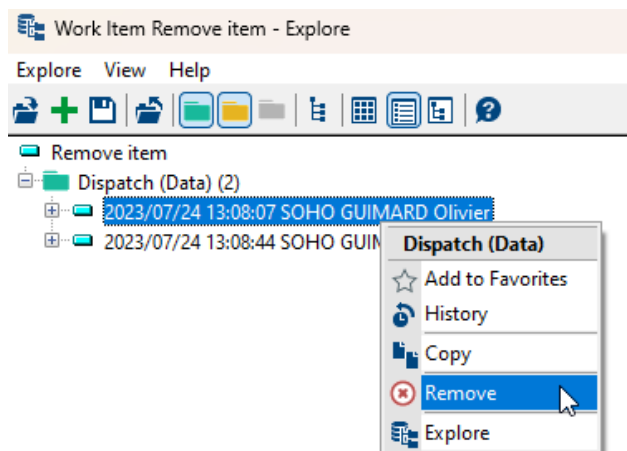 Work Item Remove item - Explore
Explore View Help
Remove item
Dispatch (Data) (2)
2023/07/24 13:08:07 SOHO GUIMARD Olivier
2023/07/24 13:08:44 SOHO
Dispatch (Data)
Add to Favorites
History
Copy
Remove
Explore